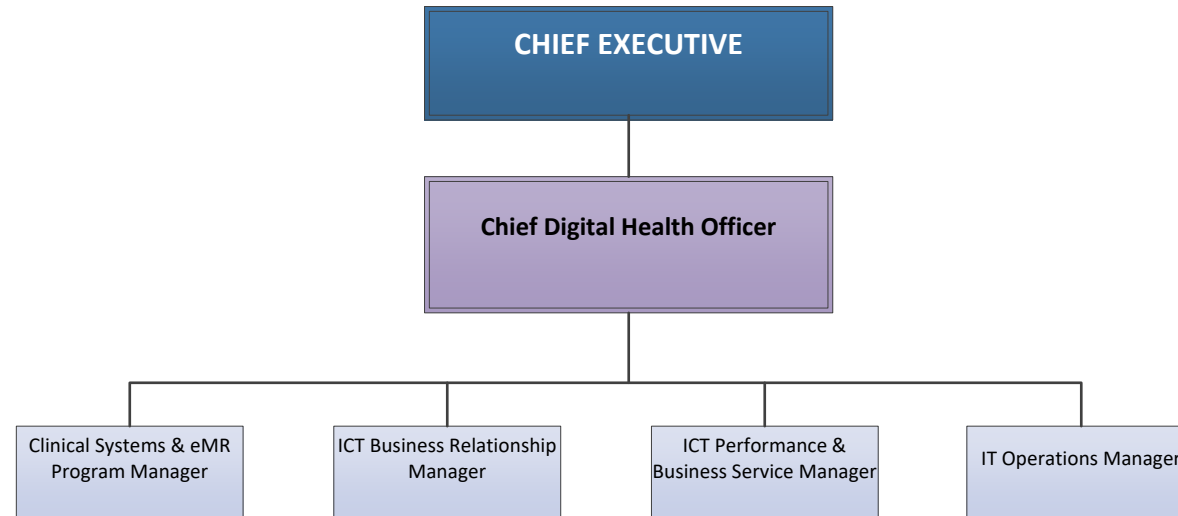 CHIEF EXECUTIVE
Chief Digital Health Officer
Clinical Systems & eMR
Program Manager
ICT Business Relationship
Manager
ICT Performance &
Business Service Manager
IT Operations Manager